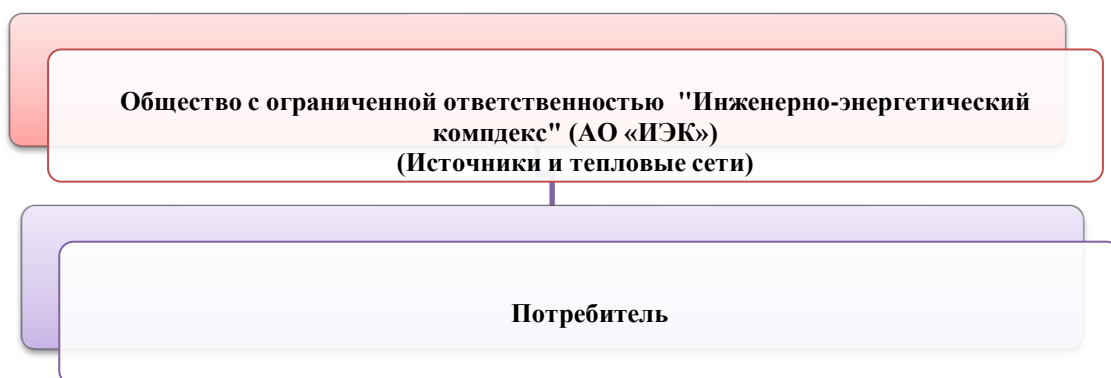 Общество с ограниченной ответственностью "Инженерно-энергетический
компдекс" (АО «ИЭК»)
(Источники и тепловые сети)
Потребитель